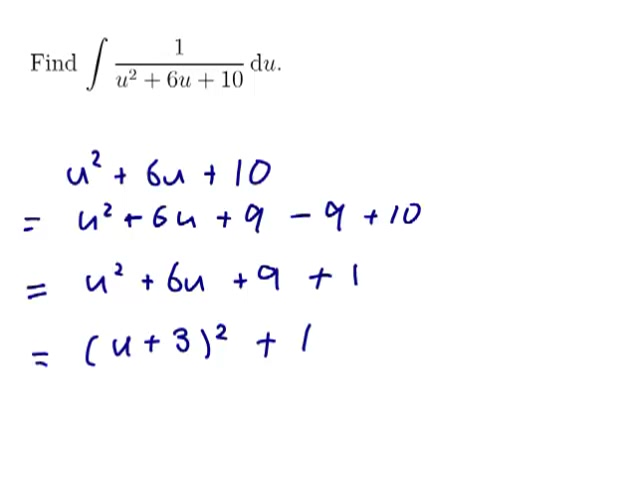 Find ∫ 1/(u² + 6u + 10) du.
u² + 6u + 10
= u² + 6u + 9 − 9 + 10
= u² + 6u + 9 + 1
= (u + 3)² + 1